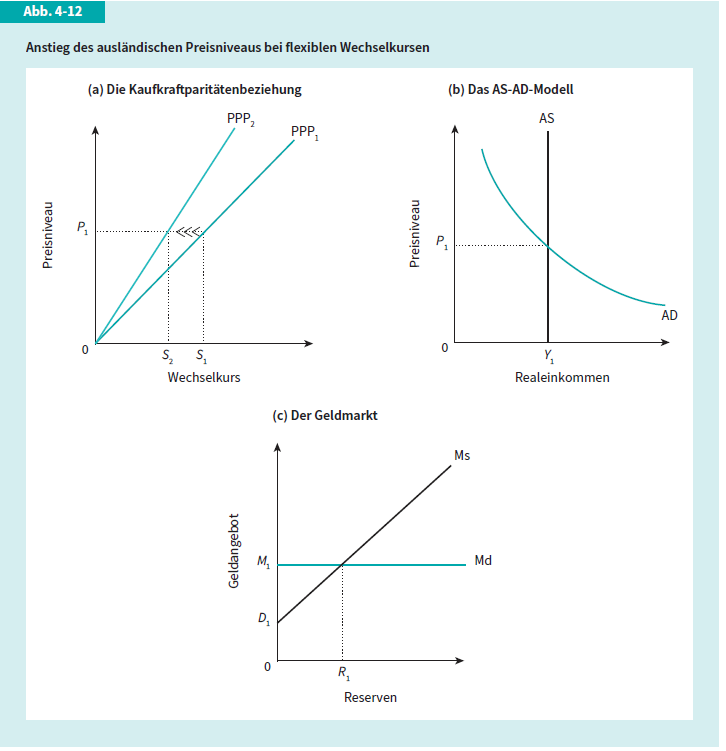 Abb. 4-12
Anstieg des ausländischen Preisniveaus bei flexiblen Wechselkursen
(a) Die Kaufkraftparitätenbeziehung
PPP2
PPP1
Preisniveau
P1
0
S2
S1
Wechselkurs
(b) Das AS-AD-Modell
AS
Preisniveau
P1
AD
0
Y1
Realeinkommen
(c) Der Geldmarkt
Ms
Geldangebot
M1
Md
D1
0
R1
Reserven